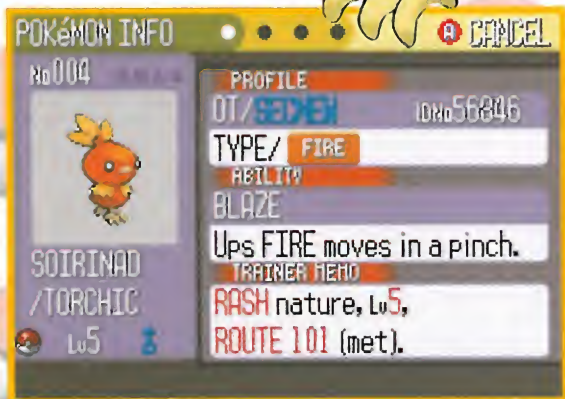 POKéMON INFO
A CANCEL
No004
PROFILE
OT/
IDNo56846
TYPE/ FIRE
ABILITY
BLAZE
Ups FIRE moves in a pinch.
SOIRINAD
/TORCHIC
Lv5
TRAINER MEMO
RASH nature, Lv5,
ROUTE 101 (met).